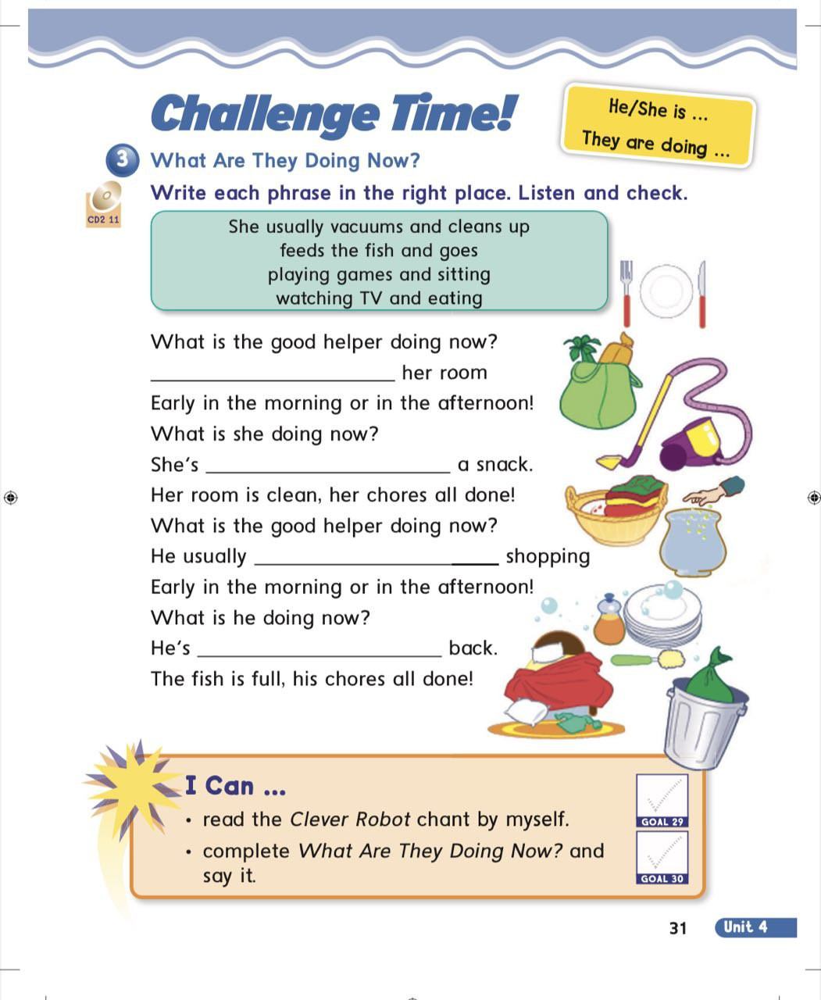 Challenge Time!
He/She is ...
They are doing ...
3 What Are They Doing Now?
Write each phrase in the right place. Listen and check.
CD2 11
She usually vacuums and cleans up
feeds the fish and goes
playing games and sitting
watching TV and eating
What is the good helper doing now?
____________________ her room
Early in the morning or in the afternoon!
What is she doing now?
She's ____________________ a snack.
Her room is clean, her chores all done!
What is the good helper doing now?
He usually ____________________ shopping
Early in the morning or in the afternoon!
What is he doing now?
He's ____________________ back.
The fish is full, his chores all done!
I Can ...
• read the Clever Robot chant by myself.
GOAL 29
• complete What Are They Doing Now? and
say it.
GOAL 30
31 Unit 4